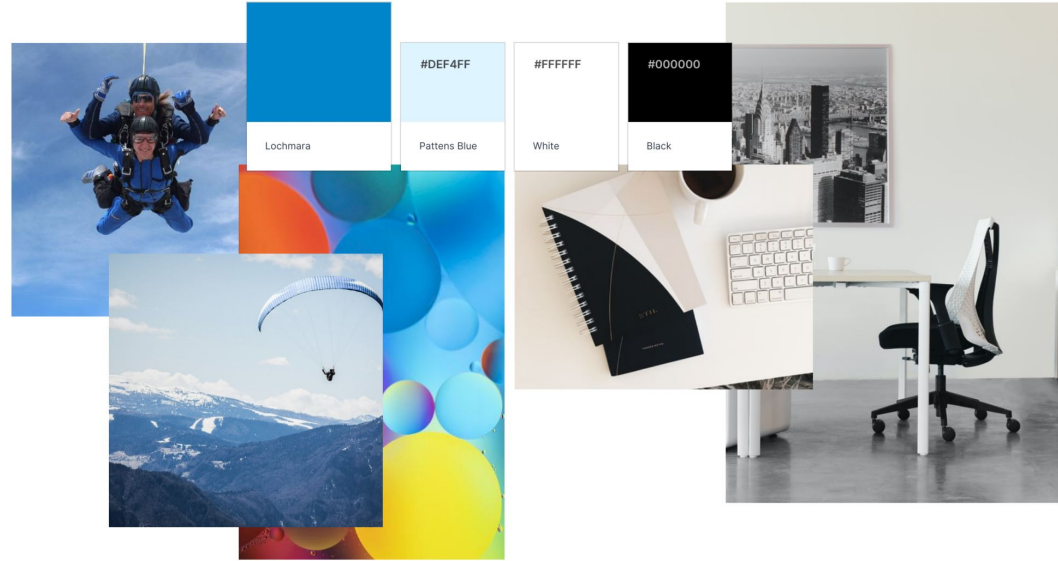 #DEF4FF
#FFFFFF
#000000
Lochmara
Pattens Blue
White
Black